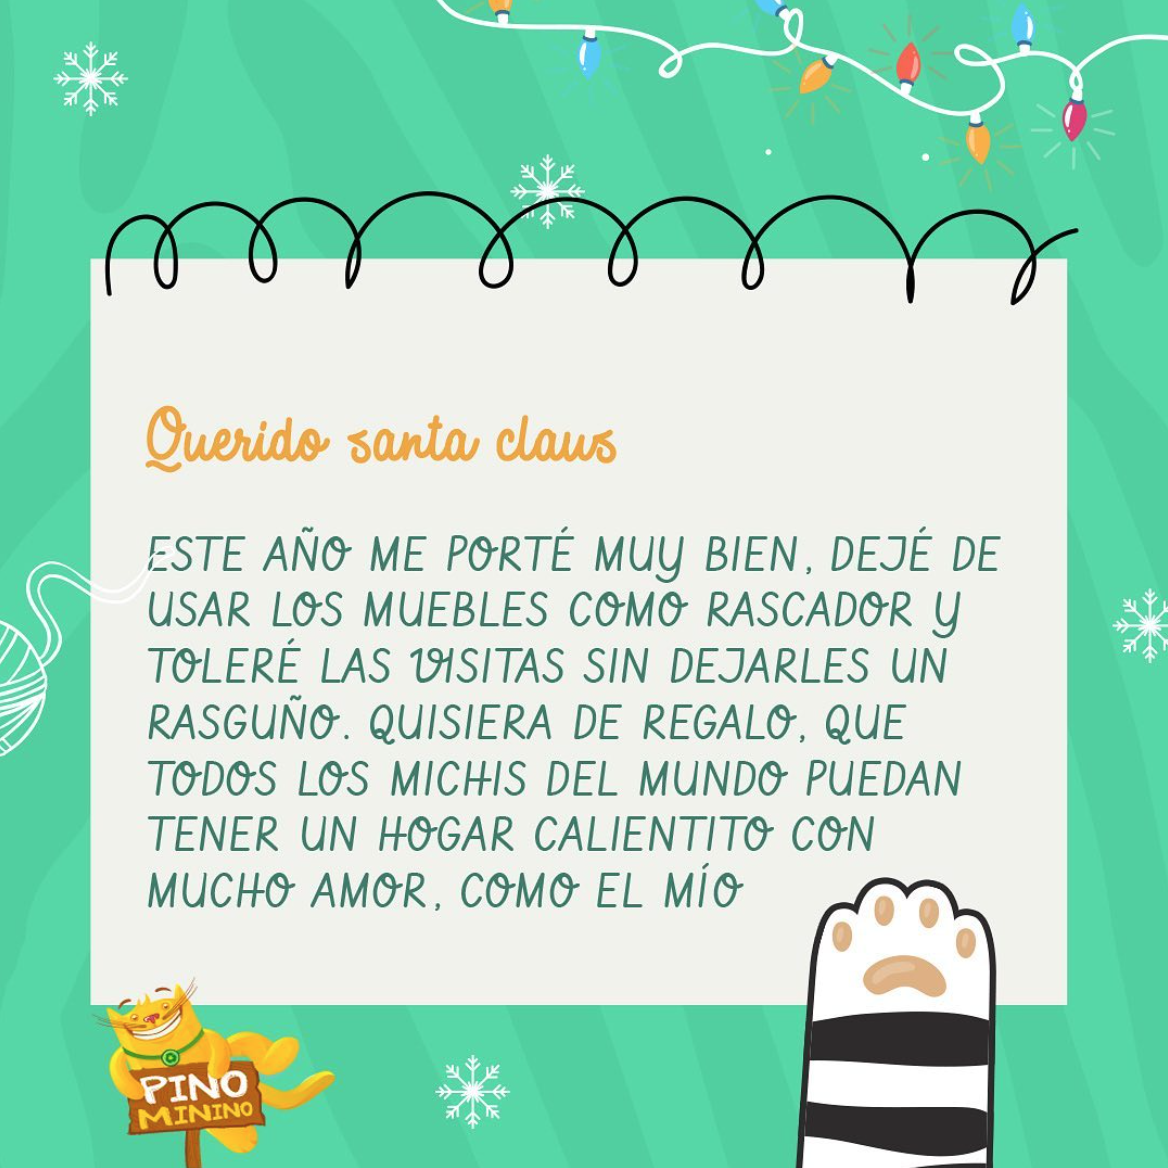 Querido santa claus
ESTE AÑO ME PORTÉ MUY BIEN, DEJÉ DE
USAR LOS MUEBLES COMO RASCADOR Y
TOLERÉ LAS VISITAS SIN DEJARLES UN
RASGUÑO. QUISIERA DE REGALO, QUE
TODOS LOS MICHIS DEL MUNDO PUEDAN
TENER UN HOGAR CALIENTITO CON
MUCHO AMOR, COMO EL MÍO
PINO
MININO